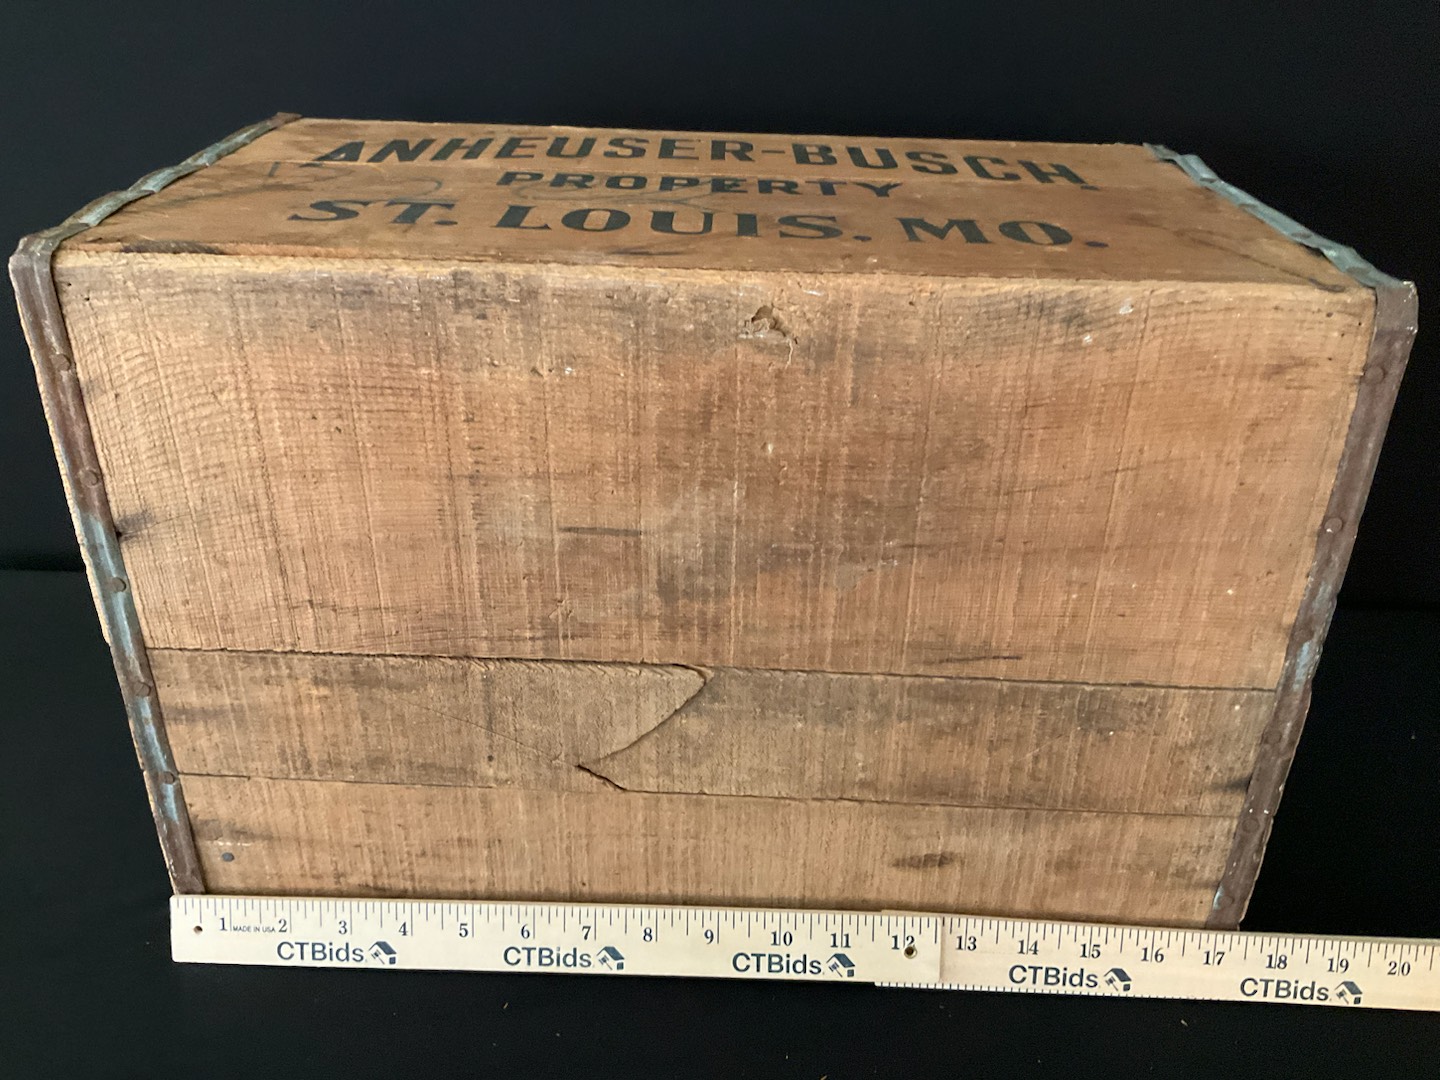 ANHEUSER-BUSCH.
PROPERTY
ST. LOUIS, MO.
1 MADE IN USA 2 3 4 5 6 7 8 9 10 11 12 13 14 15 16 17 18 19 20
CTBids CTBids CTBids CTBids CTBids